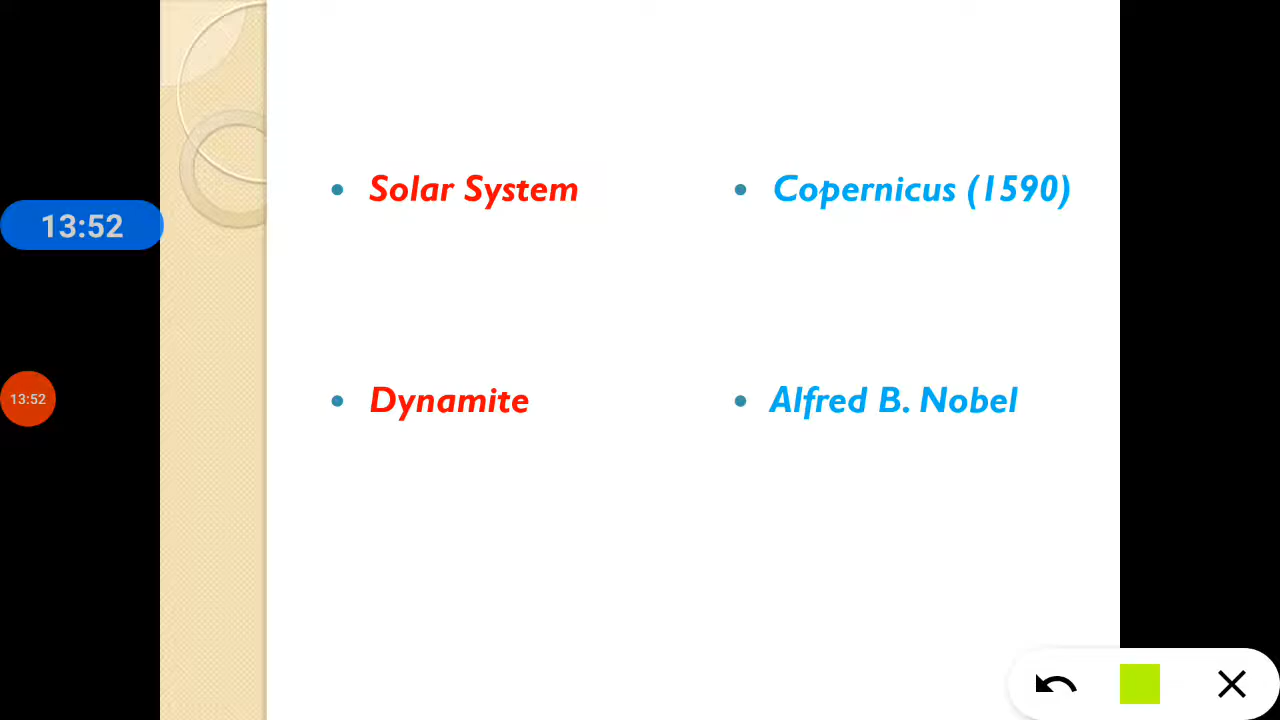 Solar System
Copernicus (1590)
13:52
13:52
Dynamite
Alfred B. Nobel